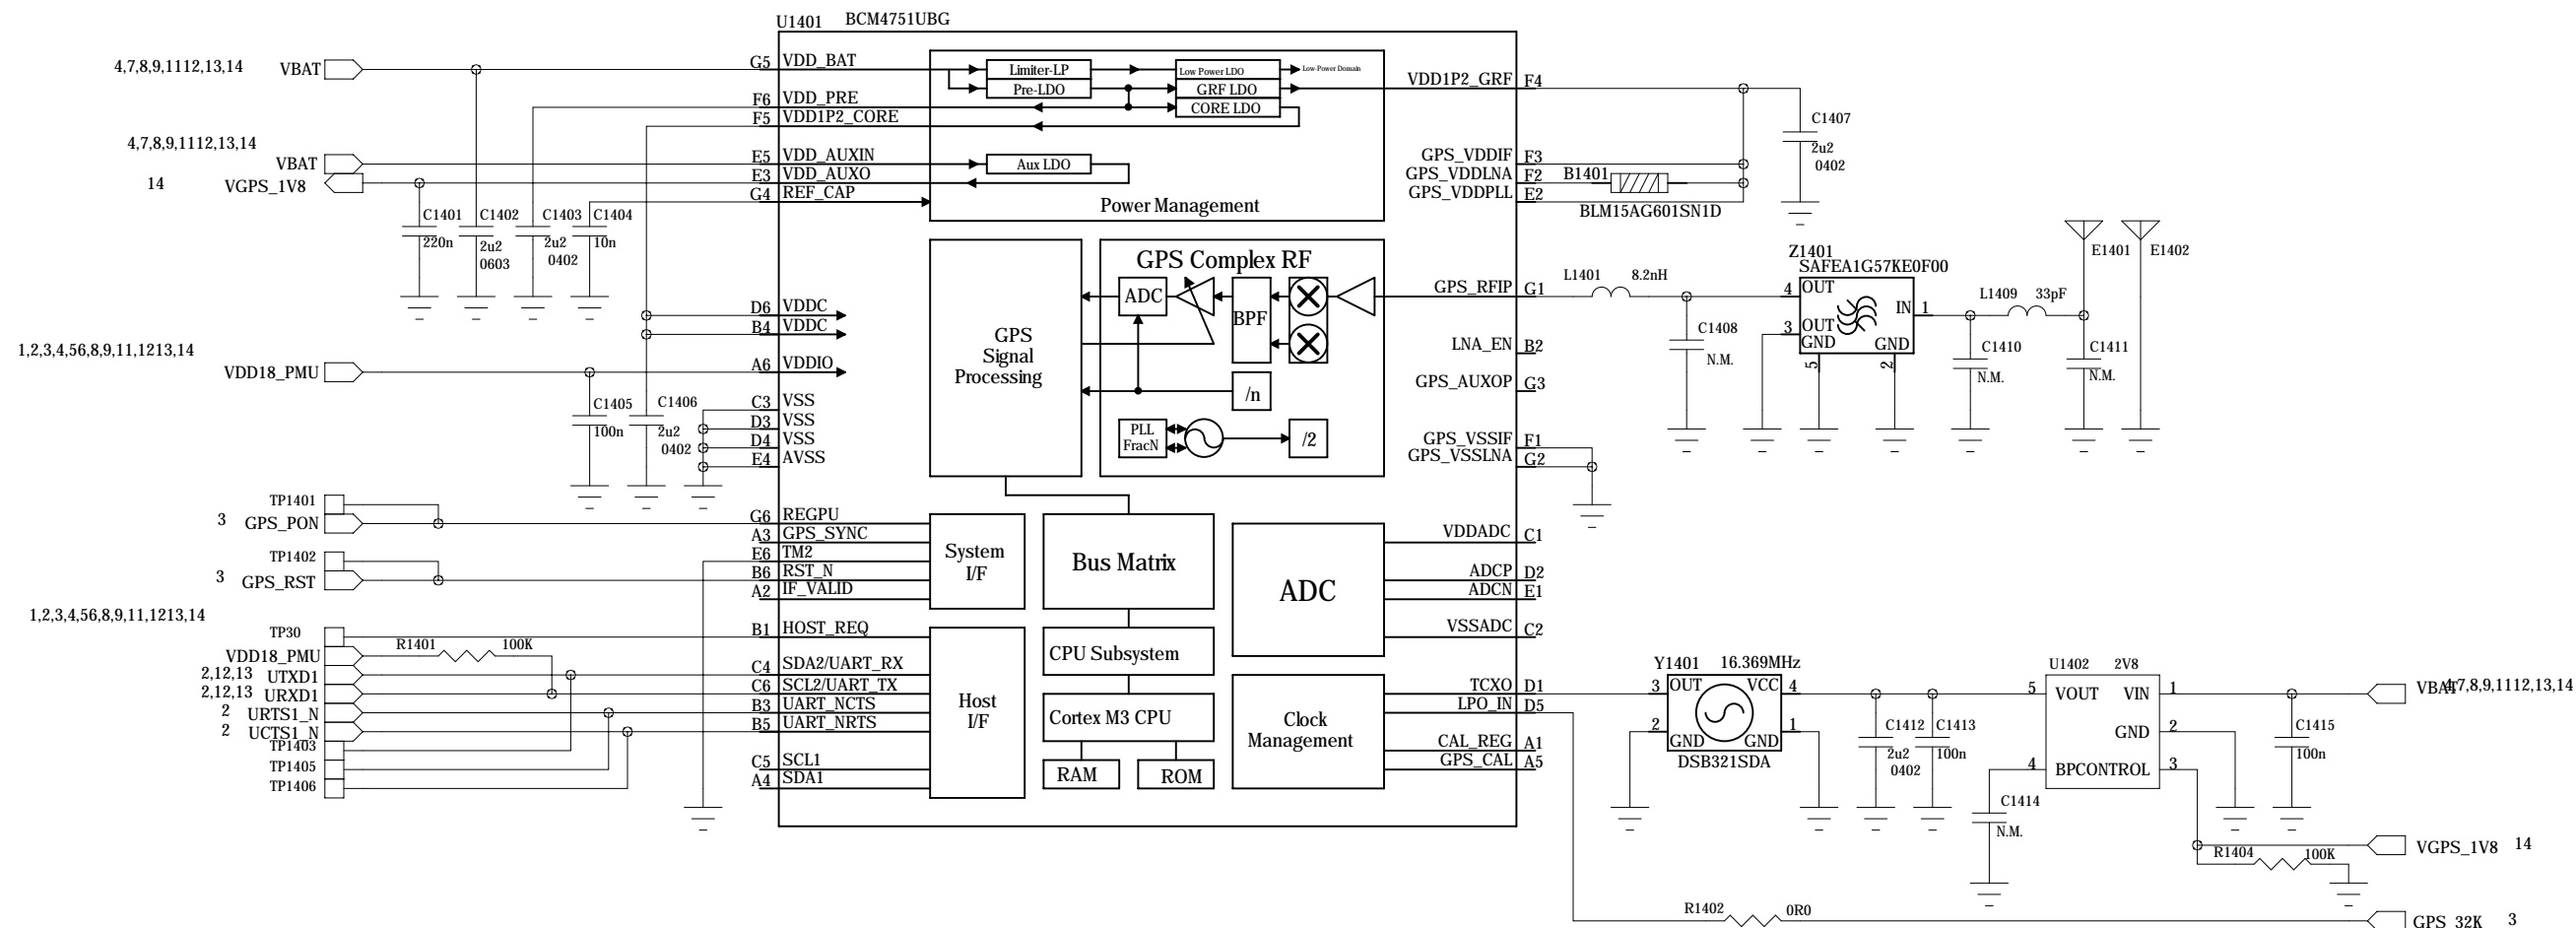 U1401 BCM4751UBG
4,7,8,9,1112,13,14 VBAT
G5 VDD_BAT
F6 VDD_PRE
F5 VDD1P2_CORE
4,7,8,9,1112,13,14
VBAT
E5 VDD_AUXIN
14 VGPS_1V8
E3 VDD_AUXO
G4 REF_CAP
Limiter-LP
Pre-LDO
Low Power LDO
GRF LDO
CORE LDO
Low-Power Domain
Aux LDO
Power Management
VDD1P2_GRF F4
GPS_VDDIF F3
GPS_VDDLNA F2
GPS_VDDPLL E2
B1401
BLM15AG601SN1D
C1407
2u2
0402
C1401
220n
C1402
2u2
0603
C1403
2u2
0402
C1404
10n
D6 VDDC
B4 VDDC
1,2,3,4,56,8,9,11,1213,14
VDD18_PMU
A6 VDDIO
C1405
100n
C1406
2u2
0402
C3 VSS
D3 VSS
D4 VSS
E4 AVSS
GPS
Signal
Processing
GPS Complex RF
ADC
BPF
/n
PLL
FracN
/2
GPS_RFIP G1
LNA_EN B2
GPS_AUXOP G3
GPS_VSSIF F1
GPS_VSSLNA G2
L1401 8.2nH
C1408
N.M.
Z1401
SAFEA1G57KE0F00
4 OUT
3 OUT
GND
IN 1
GND
5
2
L1409 33pF
C1410
N.M.
C1411
N.M.
E1401
E1402
TP1401
3 GPS_PON
TP1402
3 GPS_RST
G6 REGPU
A3 GPS_SYNC
E6 TM2
B6 RST_N
A2 IF_VALID
System
I/F
Bus Matrix
ADC
VDDADC C1
ADCP D2
ADCN E1
VSSADC C2
1,2,3,4,56,8,9,11,1213,14
TP30
VDD18_PMU
R1401 100K
2,12,13 UTXD1
2,12,13 URXD1
2 URTS1_N
2 UCTS1_N
TP1403
TP1405
TP1406
B1 HOST_REQ
C4 SDA2/UART_RX
C6 SCL2/UART_TX
B3 UART_NCTS
B5 UART_NRTS
C5 SCL1
A4 SDA1
Host
I/F
CPU Subsystem
Cortex M3 CPU
RAM
ROM
Clock
Management
TCXO D1
LPO_IN D5
CAL_REG A1
GPS_CAL A5
Y1401 16.369MHz
3 OUT
VCC 4
2 GND
GND 1
DSB321SDA
C1412
2u2
0402
C1413
100n
U1402 2V8
5 VOUT
VIN 1
GND 2
4 BPCONTROL 3
C1414
N.M.
C1415
100n
VBAT 4,7,8,9,1112,13,14
VGPS_1V8 14
R1404 100K
R1402 0R0
GPS_32K 3